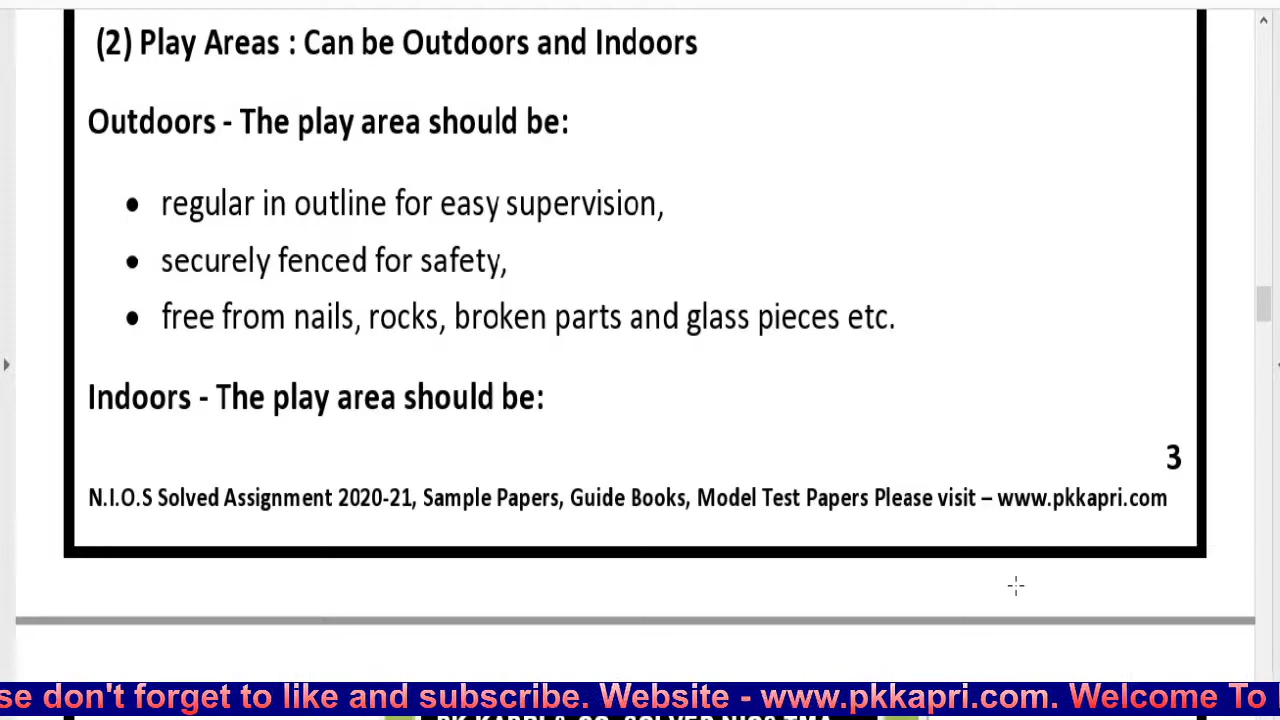 (2) Play Areas : Can be Outdoors and Indoors
Outdoors - The play area should be:
• regular in outline for easy supervision,
• securely fenced for safety,
• free from nails, rocks, broken parts and glass pieces etc.
Indoors - The play area should be:
3
N.I.O.S Solved Assignment 2020-21, Sample Papers, Guide Books, Model Test Papers Please visit – www.pkkapri.com
se don't forget to like and subscribe. Website - www.pkkapri.com. Welcome To